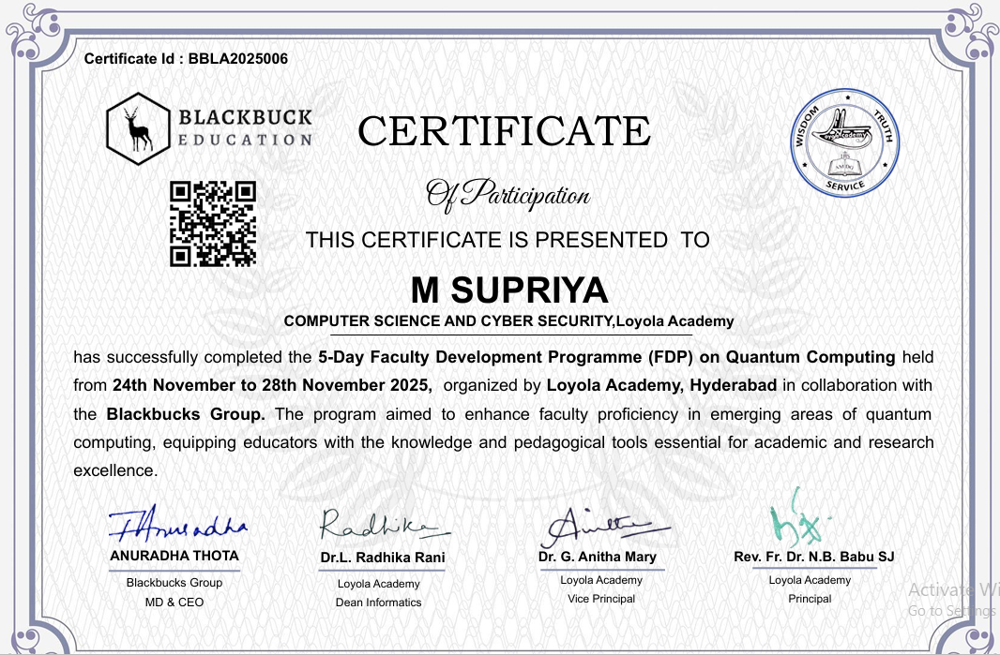 Certificate Id : BBLA2025006
BLACKBUCK
EDUCATION
CERTIFICATE
WISDOM
TRUTH
SERVICE
Of Participation
THIS CERTIFICATE IS PRESENTED TO
M SUPRIYA
COMPUTER SCIENCE AND CYBER SECURITY,Loyola Academy
has successfully completed the 5-Day Faculty Development Programme (FDP) on Quantum Computing held
from 24th November to 28th November 2025, organized by Loyola Academy, Hyderabad in collaboration with
the Blackbucks Group. The program aimed to enhance faculty proficiency in emerging areas of quantum
computing, equipping educators with the knowledge and pedagogical tools essential for academic and research
excellence.
Radhika
ANURADHA THOTA
Dr.L. Radhika Rani
Dr. G. Anitha Mary
Rev. Fr. Dr. N.B. Babu SJ
Blackbucks Group
Loyola Academy
Loyola Academy
Loyola Academy
MD & CEO
Dean Informatics
Vice Principal
Principal
Activate Wi
Go to Settings